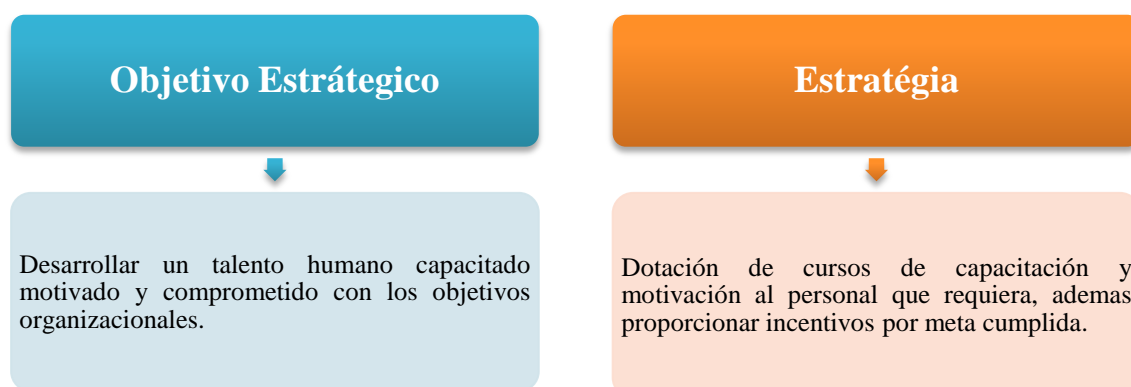 Objetivo Estrátegico
Desarrollar un talento humano capacitado
motivado y comprometido con los objetivos
organizacionales.
Estratégia
Dotación de cursos de capacitación y
motivación al personal que requiera, ademas
proporcionar incentivos por meta cumplida.